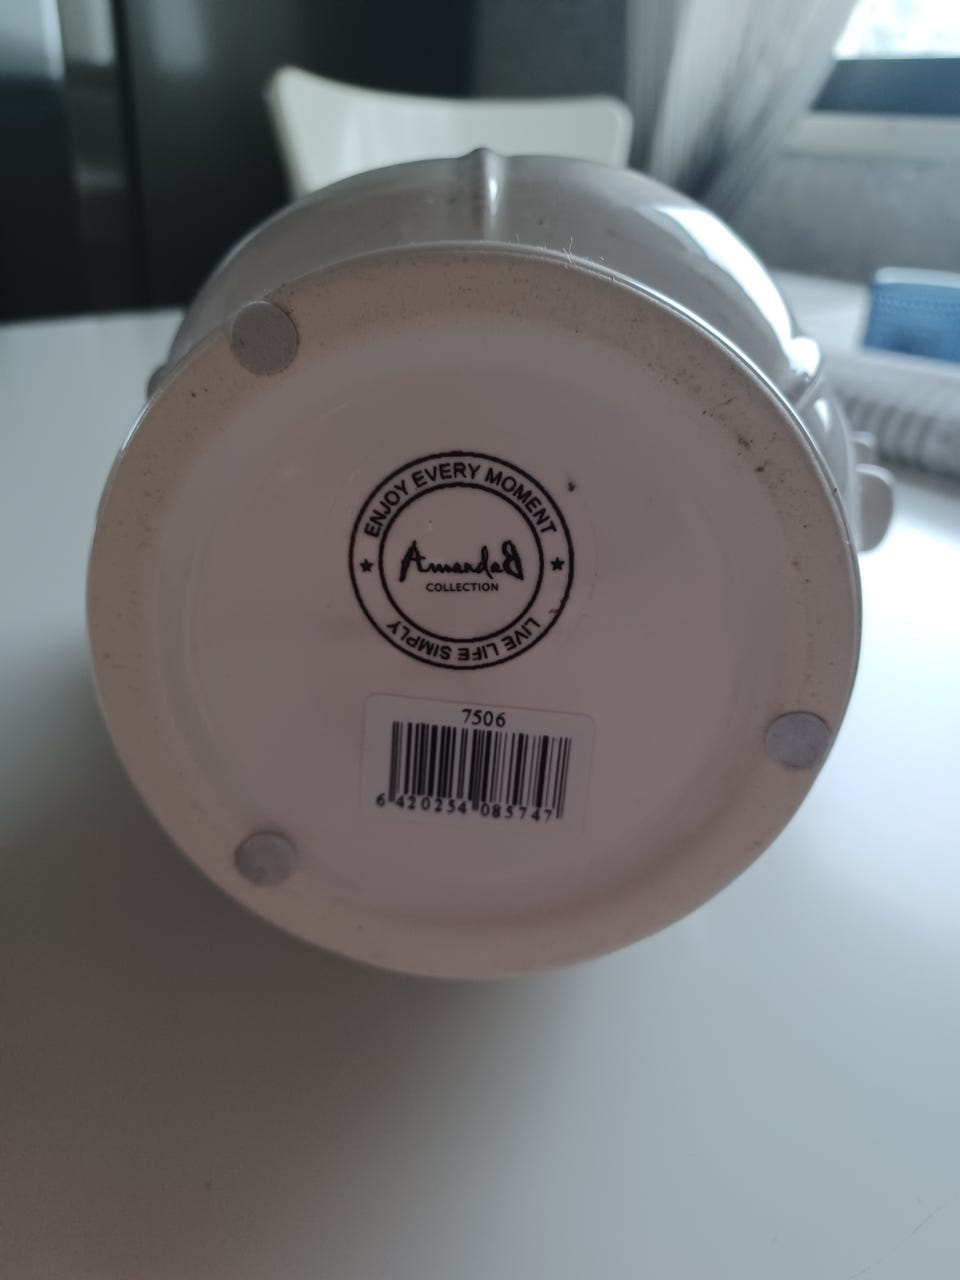 ENJOY EVERY MOMENT
AmandaB
COLLECTION
LIVE LIFE SIMPLY
7506
6 420254 085747